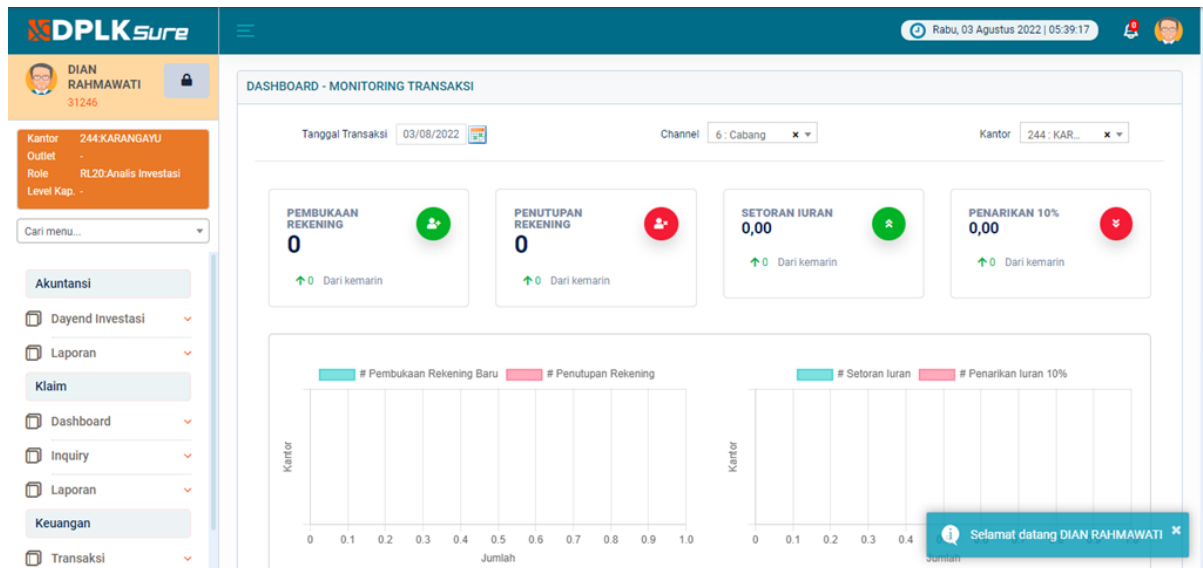 DPLKSure
Rabu, 03 Agustus 2022 | 05:39:17
DIAN
RAHMAWATI
31246
Kantor 244:KARANGAYU
Outlet -
Role RL20:Analis Investasi
Level Kap. -
Cari menu...
Akuntansi
Dayend Investasi
Laporan
Klaim
Dashboard
Inquiry
Laporan
Keuangan
Transaksi
DASHBOARD - MONITORING TRANSAKSI
Tanggal Transaksi 03/08/2022
Channel 6 : Cabang x
Kantor 244 : KAR... x
PEMBUKAAN
REKENING
0
0 Dari kemarin
PENUTUPAN
REKENING
0
0 Dari kemarin
SETORAN IURAN
0,00
0 Dari kemarin
PENARIKAN 10%
0,00
0 Dari kemarin
# Pembukaan Rekening Baru # Penutupan Rekening
Kantor
0 0.1 0.2 0.3 0.4 0.5 0.6 0.7 0.8 0.9 1.0
Jumlah
# Setoran Iuran # Penarikan Iuran 10%
Kantor
0 0.1 0.2 0.3 0.4
Jumlah
Selamat datang DIAN RAHMAWATI ×